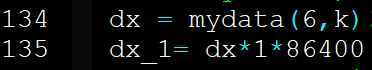 134 dx = mydata(6,k)
135 dx_1= dx*1*86400